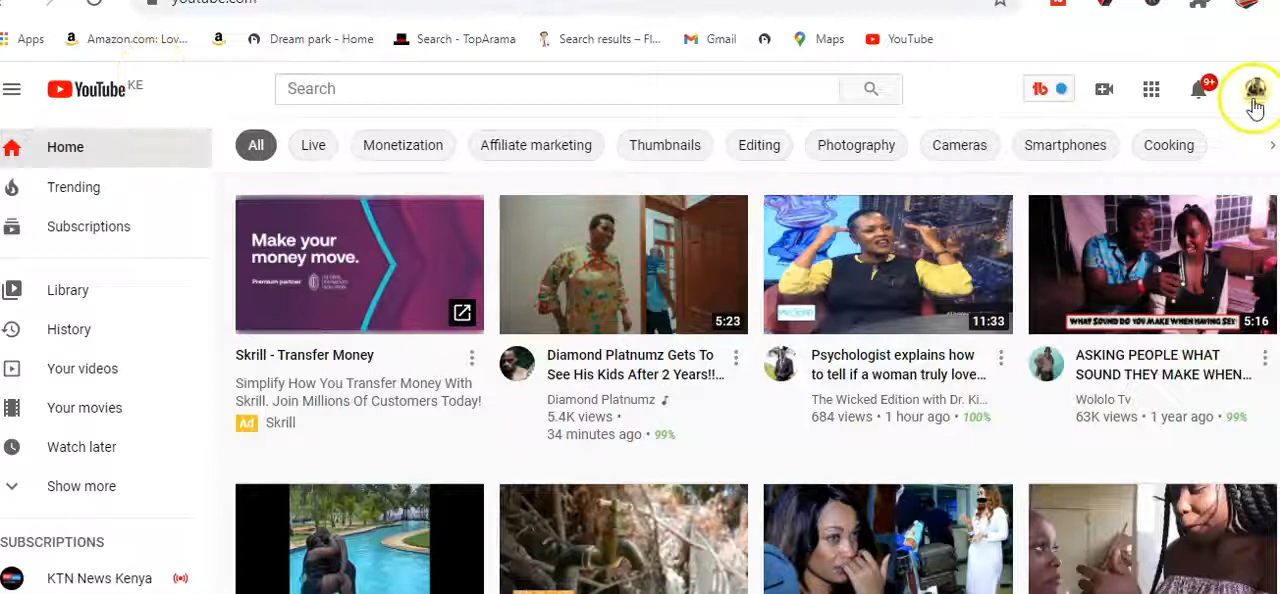 youtube.com
Apps
Amazon.com: Lov...
Dream park - Home
Search - TopArama
Search results – Fl...
Gmail
Maps
YouTube
YouTube KE
Search
9+
Home
Trending
Subscriptions
Library
History
Your videos
Your movies
Watch later
Show more
SUBSCRIPTIONS
KTN News Kenya
All
Live
Monetization
Affiliate marketing
Thumbnails
Editing
Photography
Cameras
Smartphones
Cooking
Make your
money move.
Premium partner
Skrill - Transfer Money
Simplify How You Transfer Money With
Skrill. Join Millions Of Customers Today!
Ad Skrill
5:23
Diamond Platnumz Gets To
See His Kids After 2 Years!!...
Diamond Platnumz
5.4K views •
34 minutes ago • 99%
11:33
Psychologist explains how
to tell if a woman truly love...
The Wicked Edition with Dr. Ki...
684 views • 1 hour ago • 100%
WHAT SOUND DO YOU MAKE WHEN HAVING SEX
5:16
ASKING PEOPLE WHAT
SOUND THEY MAKE WHEN...
Wololo Tv
63K views • 1 year ago • 99%